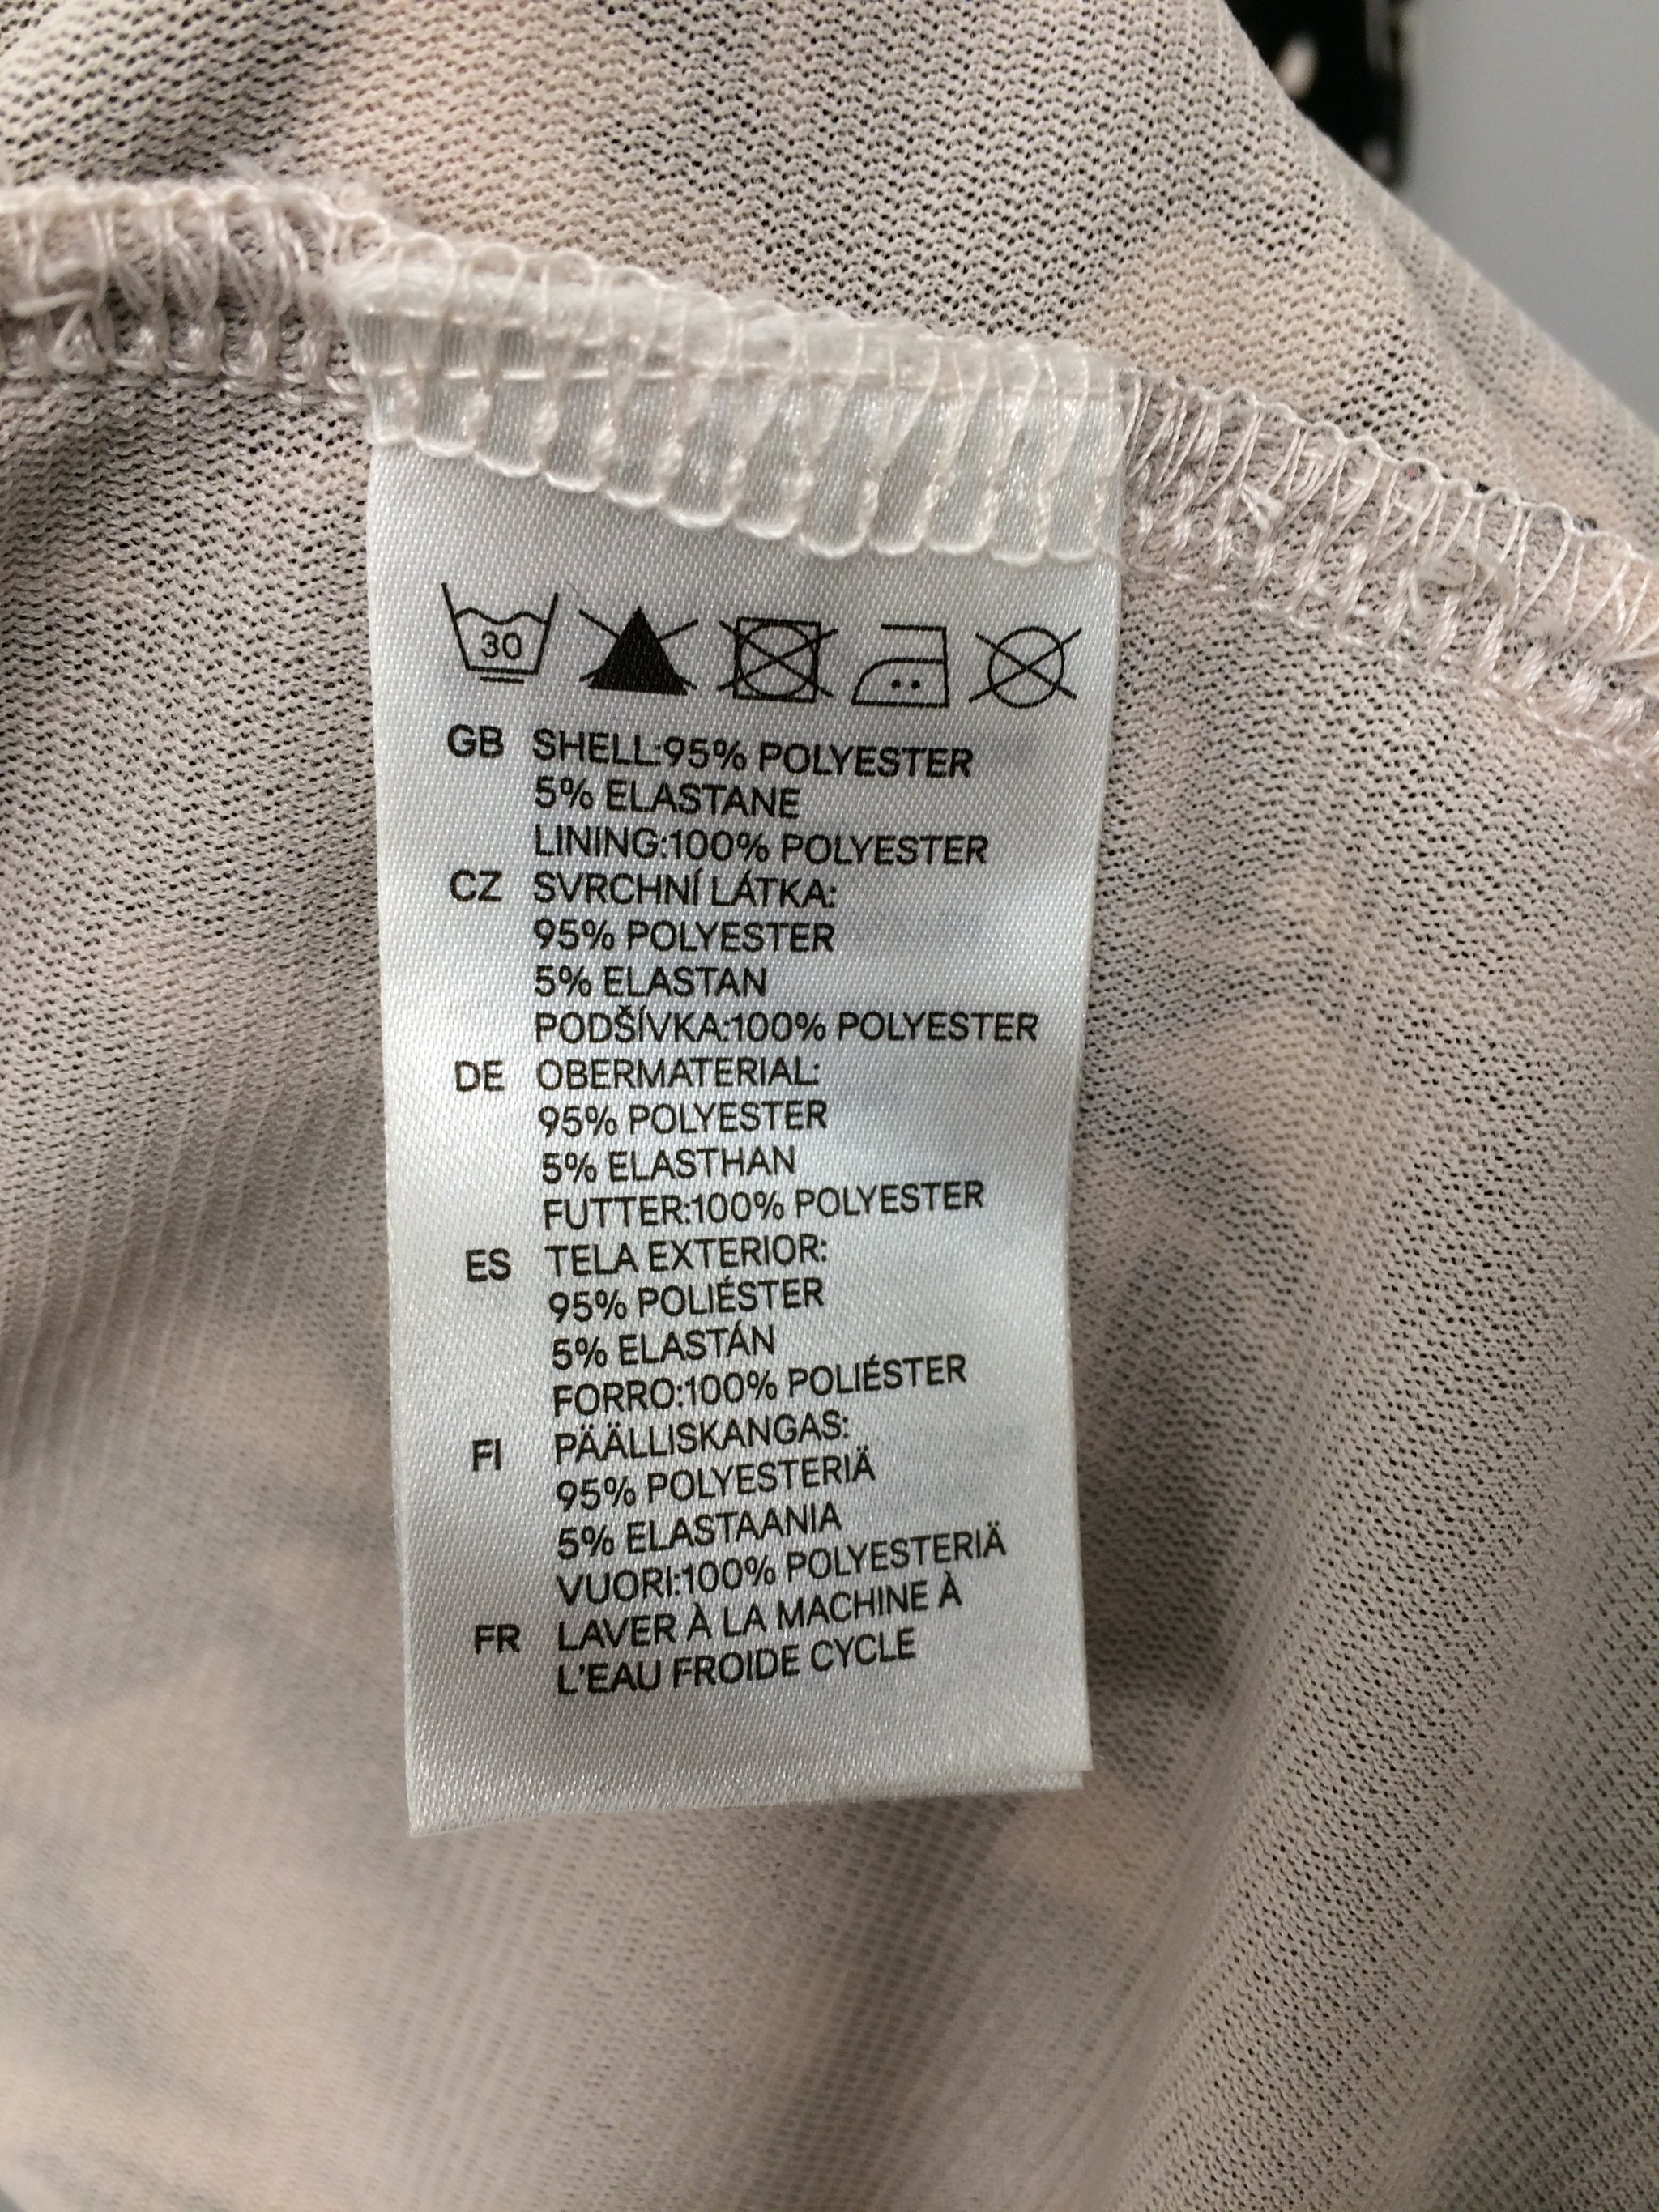 30
GB SHELL:95% POLYESTER
5% ELASTANE
LINING:100% POLYESTER
CZ SVRCHNÍ LÁTKA:
95% POLYESTER
5% ELASTAN
PODŠÍVKA:100% POLYESTER
DE OBERMATERIAL:
95% POLYESTER
5% ELASTHAN
FUTTER:100% POLYESTER
ES TELA EXTERIOR:
95% POLIÉSTER
5% ELASTÁN
FORRO:100% POLIÉSTER
FI PÄÄLLISKANGAS:
95% POLYESTERIÄ
5% ELASTAANIA
VUORI:100% POLYESTERIÄ
FR LAVER À LA MACHINE À
L'EAU FROIDE CYCLE